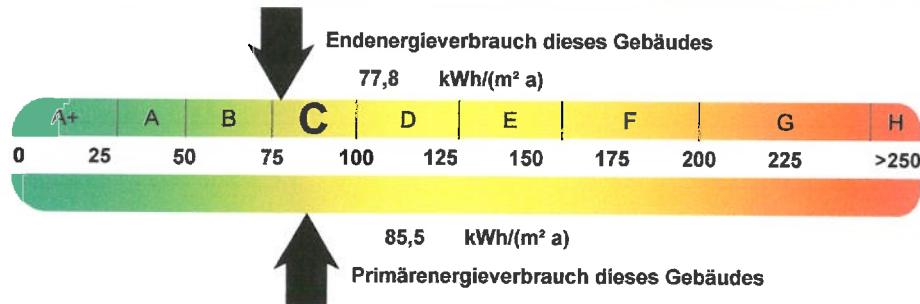 Endenergieverbrauch dieses Gebäudes
77,8 kWh/(m² a)
A+ A B C D E F G H
0 25 50 75 100 125 150 175 200 225 >250
85,5 kWh/(m² a)
Primärenergieverbrauch dieses Gebäudes